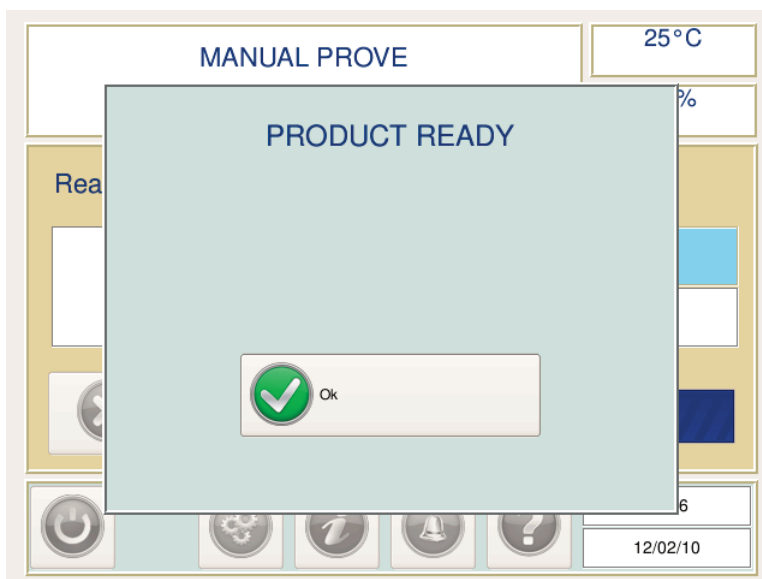 MANUAL PROVE
25°C
%
PRODUCT READY
Rea
Ok
6
12/02/10